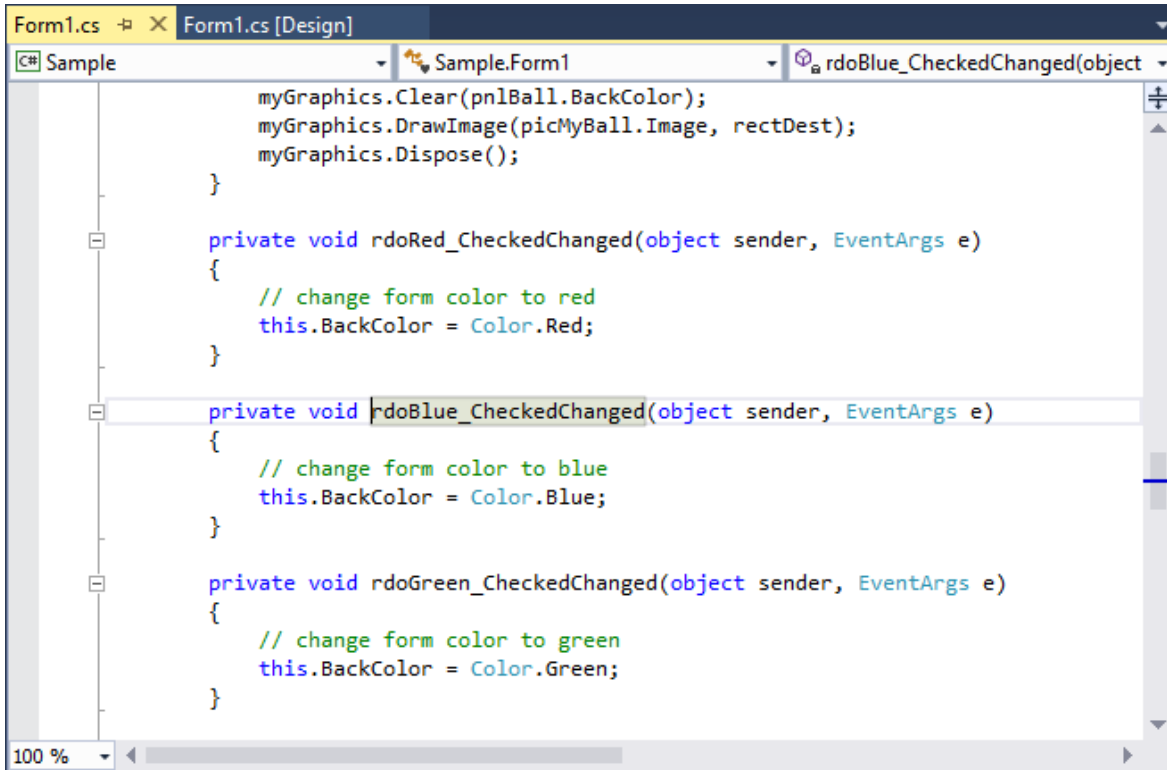 Form1.cs Form1.cs [Design]
C# Sample Sample.Form1 rdoBlue_CheckedChanged(object
myGraphics.Clear(pnlBall.BackColor);
myGraphics.DrawImage(picMyBall.Image, rectDest);
myGraphics.Dispose();
}
private void rdoRed_CheckedChanged(object sender, EventArgs e)
{
// change form color to red
this.BackColor = Color.Red;
}
private void rdoBlue_CheckedChanged(object sender, EventArgs e)
{
// change form color to blue
this.BackColor = Color.Blue;
}
private void rdoGreen_CheckedChanged(object sender, EventArgs e)
{
// change form color to green
this.BackColor = Color.Green;
}
100 %